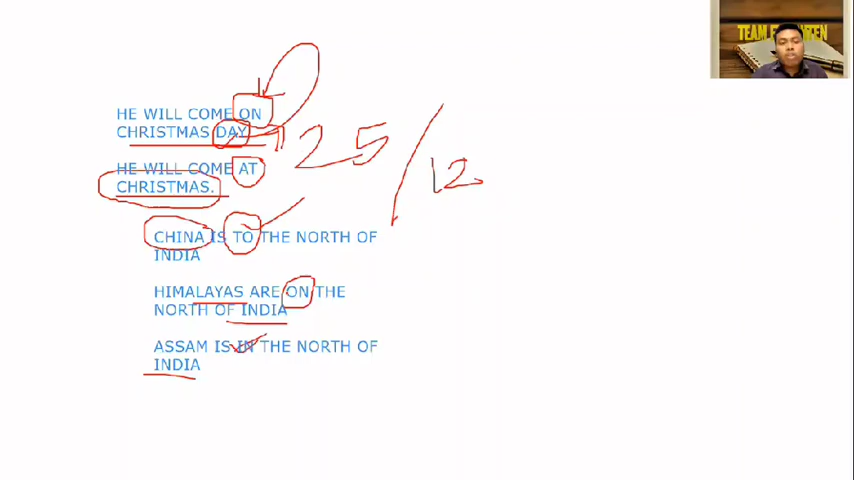 TEAM
HE WILL COME ON
CHRISTMAS DAY
25/12
HE WILL COME AT
CHRISTMAS.
CHINA IS TO THE NORTH OF
INDIA
HIMALAYAS ARE ON THE
NORTH OF INDIA
ASSAM IS IN THE NORTH OF
INDIA